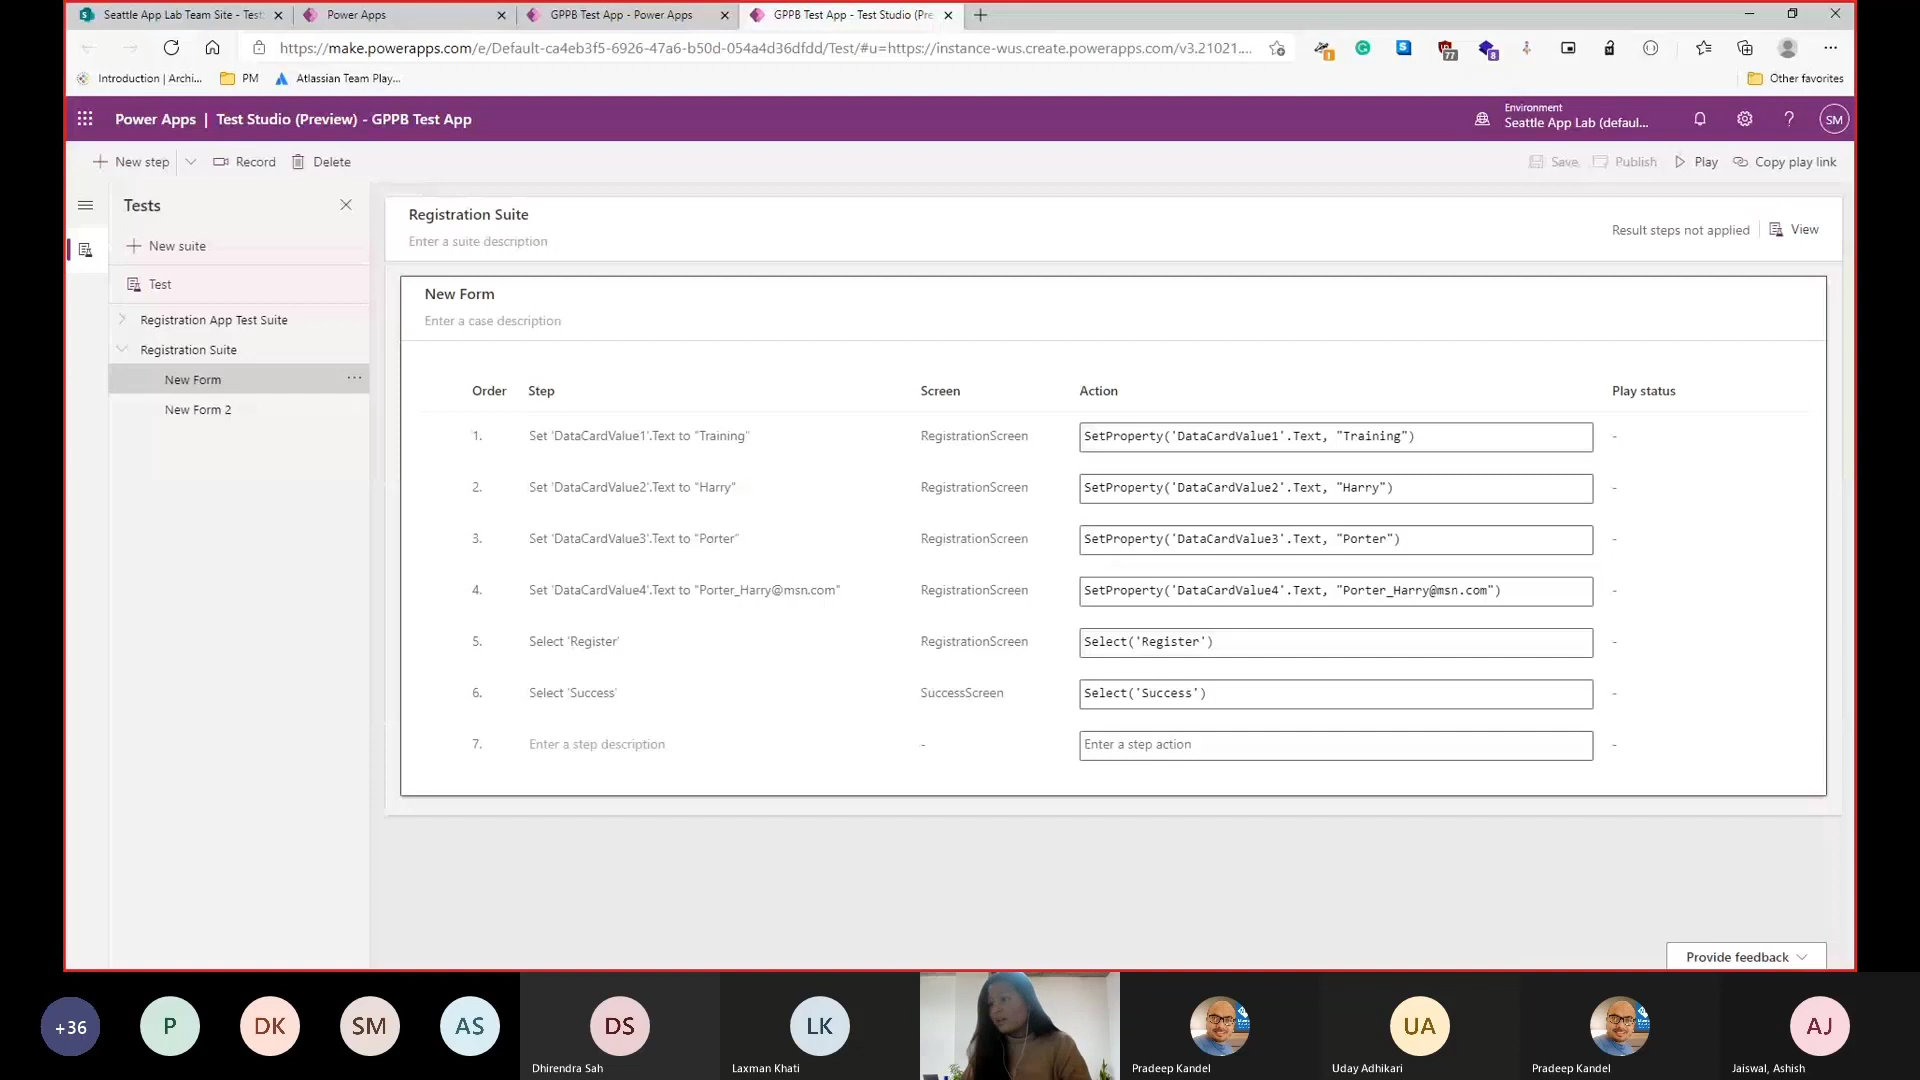 Seattle App Lab Team Site - Test
Power Apps
GPPB Test App - Power Apps
GPPB Test App - Test Studio (Pre
https://make.powerapps.com/e/Default-ca4eb3f5-6926-47a6-b50d-054a4d36dfdd/Test/#u=https://instance-wus.create.powerapps.com/v3.21021....
1
77
8
Introduction | Archi...
PM
Atlassian Team Play...
Other favorites
Power Apps | Test Studio (Preview) - GPPB Test App
Environment
Seattle App Lab (defaul...
?
SM
New step
Record
Delete
Save
Publish
Play
Copy play link
Tests
New suite
Test
Registration App Test Suite
Registration Suite
New Form
New Form 2
Registration Suite
Enter a suite description
Result steps not applied
View
New Form
Enter a case description
Order Step Screen Action Play status
1. Set 'DataCardValue1'.Text to "Training" RegistrationScreen SetProperty('DataCardValue1'.Text, "Training") -
2. Set 'DataCardValue2'.Text to "Harry" RegistrationScreen SetProperty('DataCardValue2'.Text, "Harry") -
3. Set 'DataCardValue3'.Text to "Porter" RegistrationScreen SetProperty('DataCardValue3'.Text, "Porter") -
4. Set 'DataCardValue4'.Text to "Porter_Harry@msn.com" RegistrationScreen SetProperty('DataCardValue4'.Text, "Porter_Harry@msn.com") -
5. Select 'Register' RegistrationScreen Select('Register') -
6. Select 'Success' SuccessScreen Select('Success') -
7. Enter a step description - Enter a step action -
Provide feedback
+36
P
DK
SM
AS
DS
Dhirendra Sah
LK
Laxman Khati
Pradeep Kandel
UA
Uday Adhikari
Pradeep Kandel
AJ
Jaiswal, Ashish